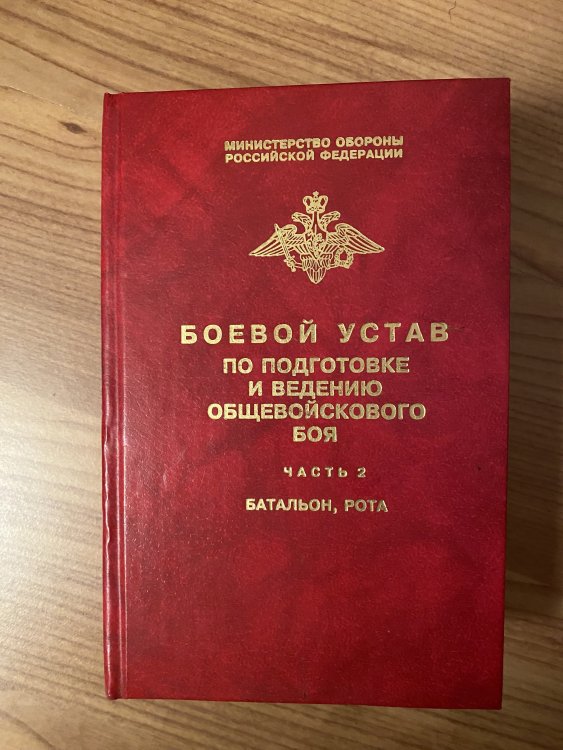 МИНИСТЕРСТВО ОБОРОНЫ
РОССИЙСКОЙ ФЕДЕРАЦИИ
БОЕВОЙ УСТАВ
ПО ПОДГОТОВКЕ
И ВЕДЕНИЮ
ОБЩЕВОЙСКОВОГО
БОЯ
ЧАСТЬ 2
БАТАЛЬОН, РОТА